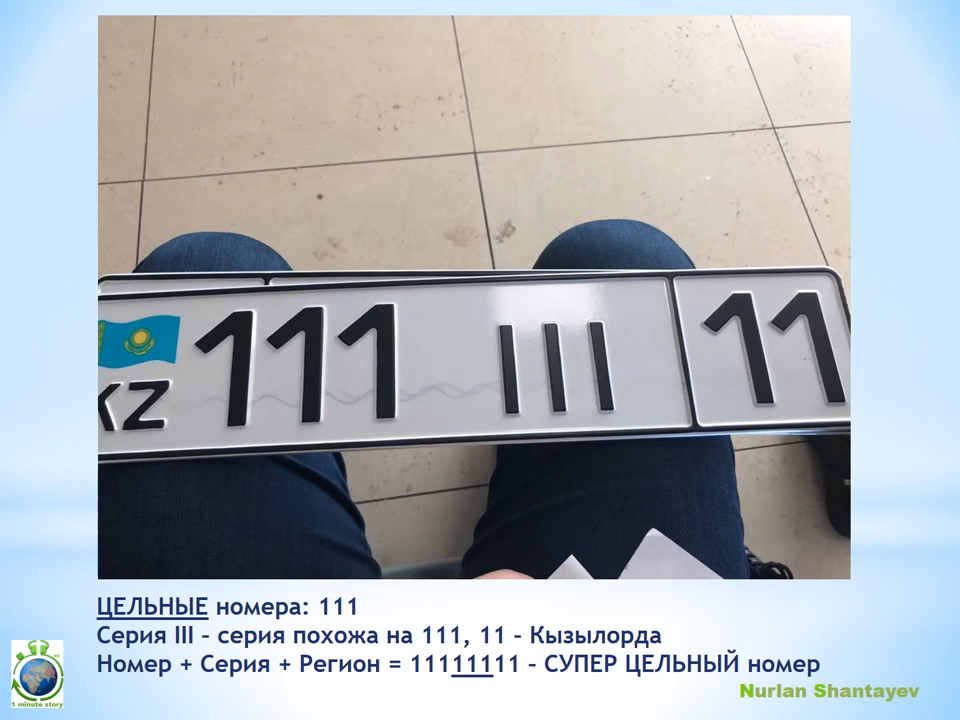 111 III 11
KZ
ЦЕЛЬНЫЕ номера: 111
Серия III – серия похожа на 111, 11 – Кызылорда
Номер + Серия + Регион = 11111111 – СУПЕР ЦЕЛЬНЫЙ номер
1 minute story
Nurlan Shantayev